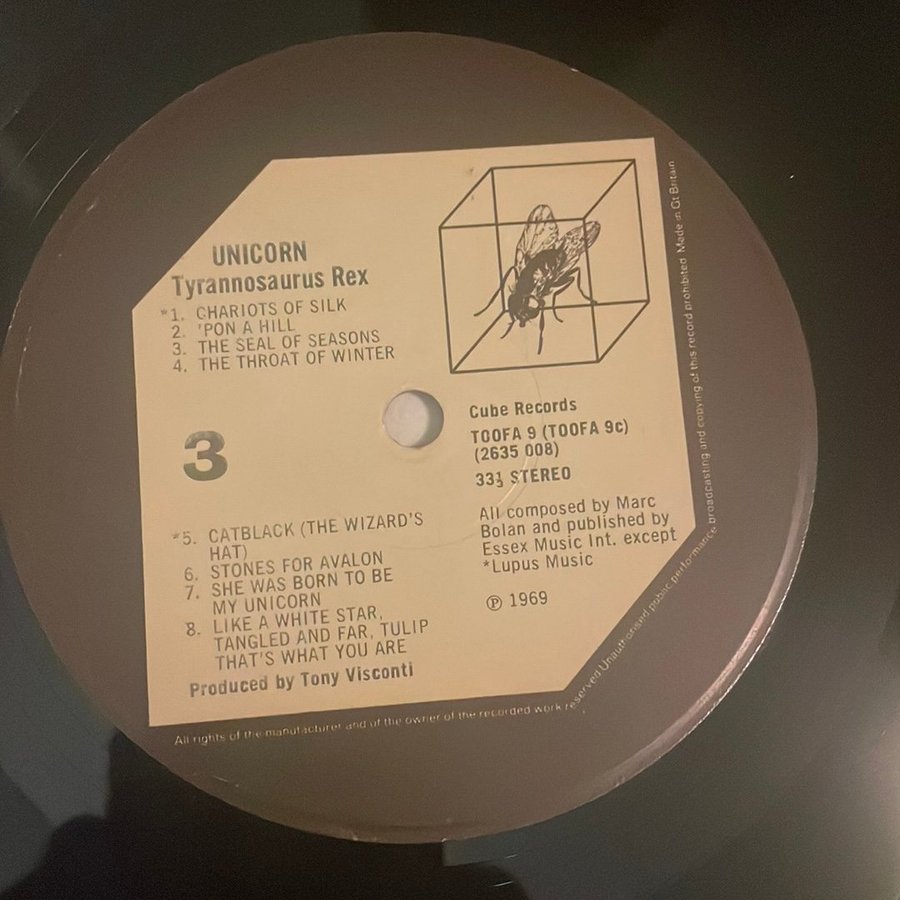 UNICORN
Tyrannosaurus Rex
*1. CHARIOTS OF SILK
2. 'PON A HILL
3. THE SEAL OF SEASONS
4. THE THROAT OF WINTER
3
*5. CATBLACK (THE WIZARD'S
HAT)
6. STONES FOR AVALON
7. SHE WAS BORN TO BE
MY UNICORN
8. LIKE A WHITE STAR,
TANGLED AND FAR, TULIP
THAT'S WHAT YOU ARE
Produced by Tony Visconti
Cube Records
TOOFA 9 (TOOFA 9c)
(2635 008)
33⅓ STEREO
All composed by Marc
Bolan and published by
Essex Music Int. except
*Lupus Music
℗ 1969
All rights of the manufacturer and of the owner of the recorded work reserved Unauthorised public performance broadcasting and copying of this record prohibited Made in Gt Britain